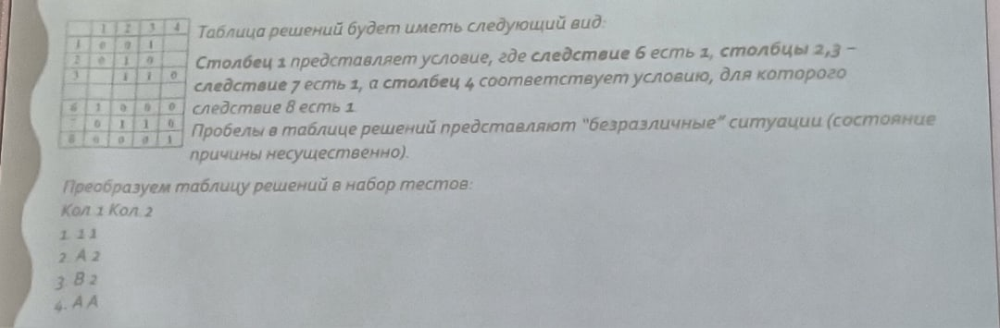 1 2 3 4
1 0 0 1
2 0 1 0
3 1 1 0
6 1 0 0 0
7 0 1 1 0
8 0 0 0 1
Таблица решений будет иметь следующий вид:
Столбец 1 представляет условие, где следствие 6 есть 1, столбцы 2,3 –
следствие 7 есть 1, а столбец 4 соответствует условию, для которого
следствие 8 есть 1.
Пробелы в таблице решений представляют "безразличные" ситуации (состояние
причины несущественно).
Преобразуем таблицу решений в набор тестов:
Кол. 1 Кол. 2
1. 1 1
2. А 2
3. В 2
4. А А